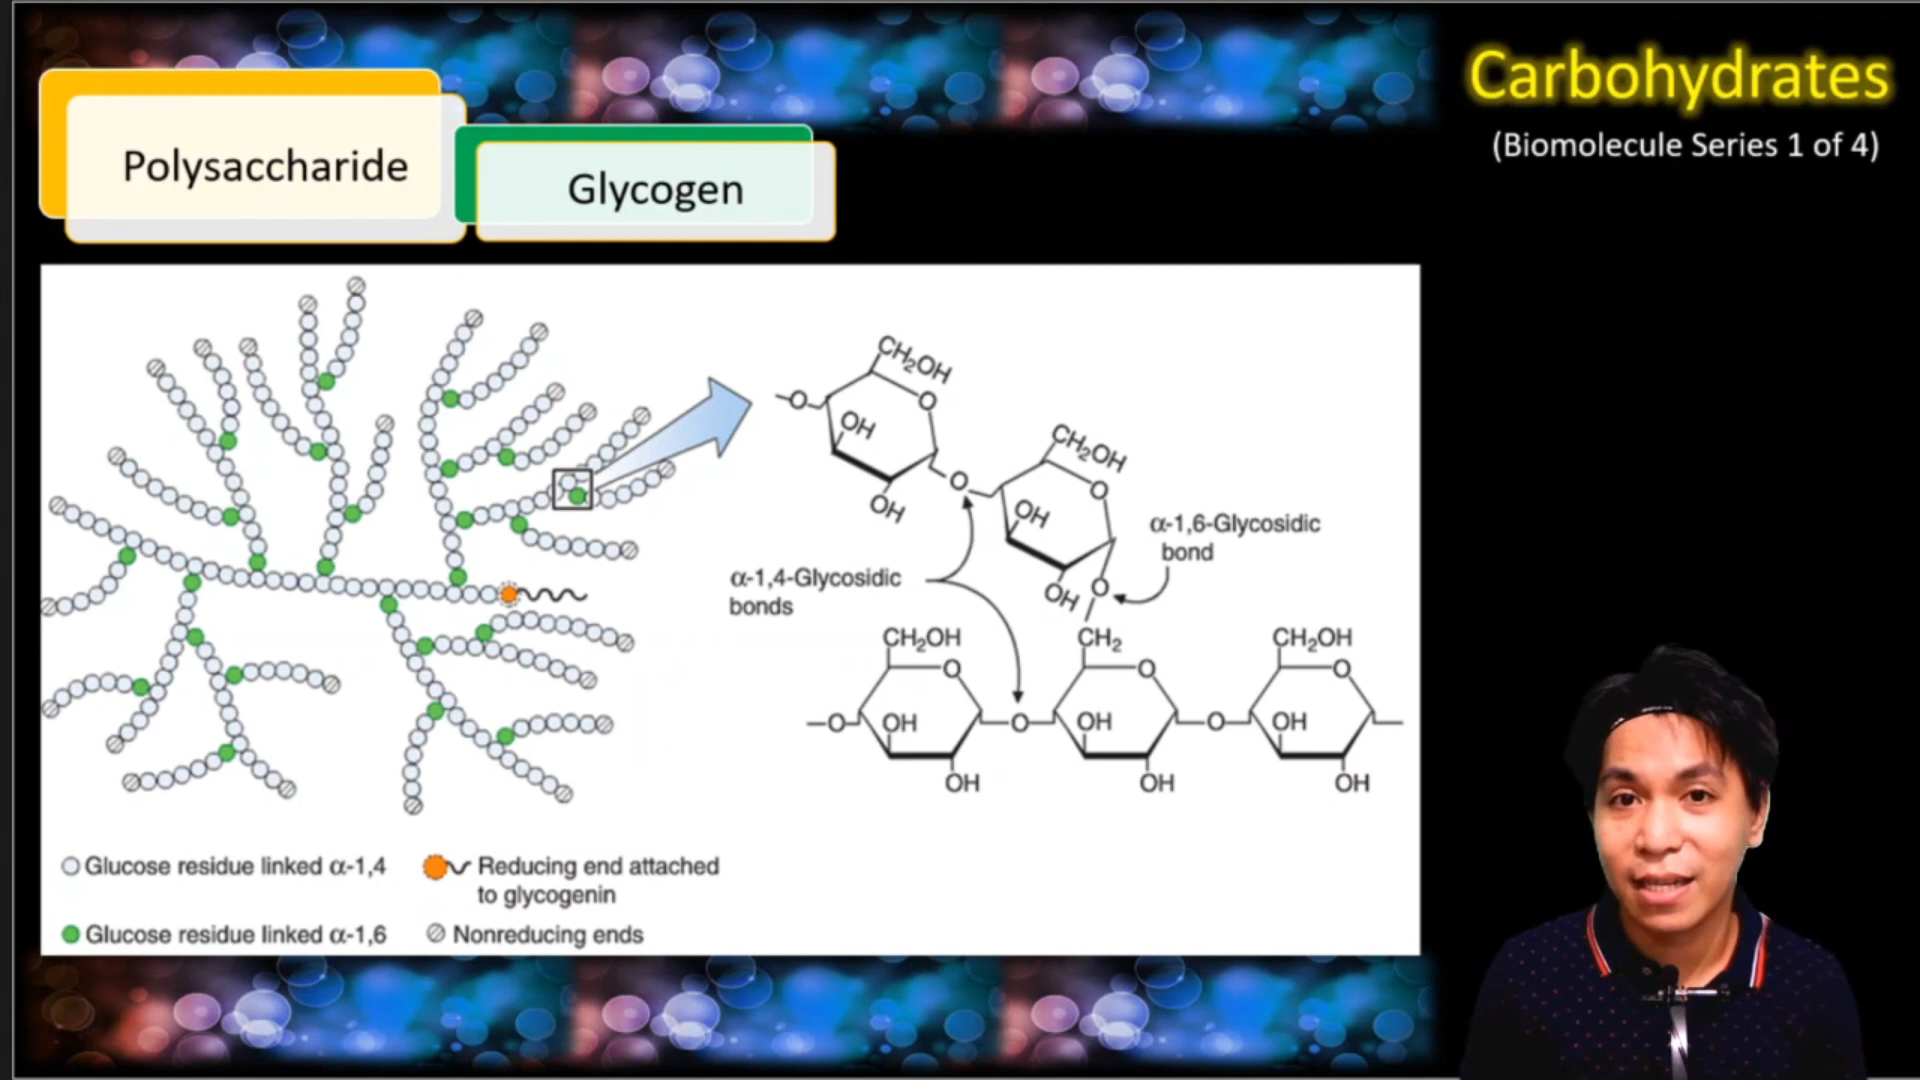 Carbohydrates
(Biomolecule Series 1 of 4)
Polysaccharide
Glycogen
CH₂OH
O
O
OH
OH
O
CH₂OH
O
OH
OH
O
α-1,6-Glycosidic
bond
α-1,4-Glycosidic
bonds
CH₂OH
CH₂
CH₂OH
O
O
O
O
OH
O
OH
O
OH
OH
OH
OH
Glucose residue linked α-1,4
Reducing end attached
to glycogenin
Glucose residue linked α-1,6
Nonreducing ends